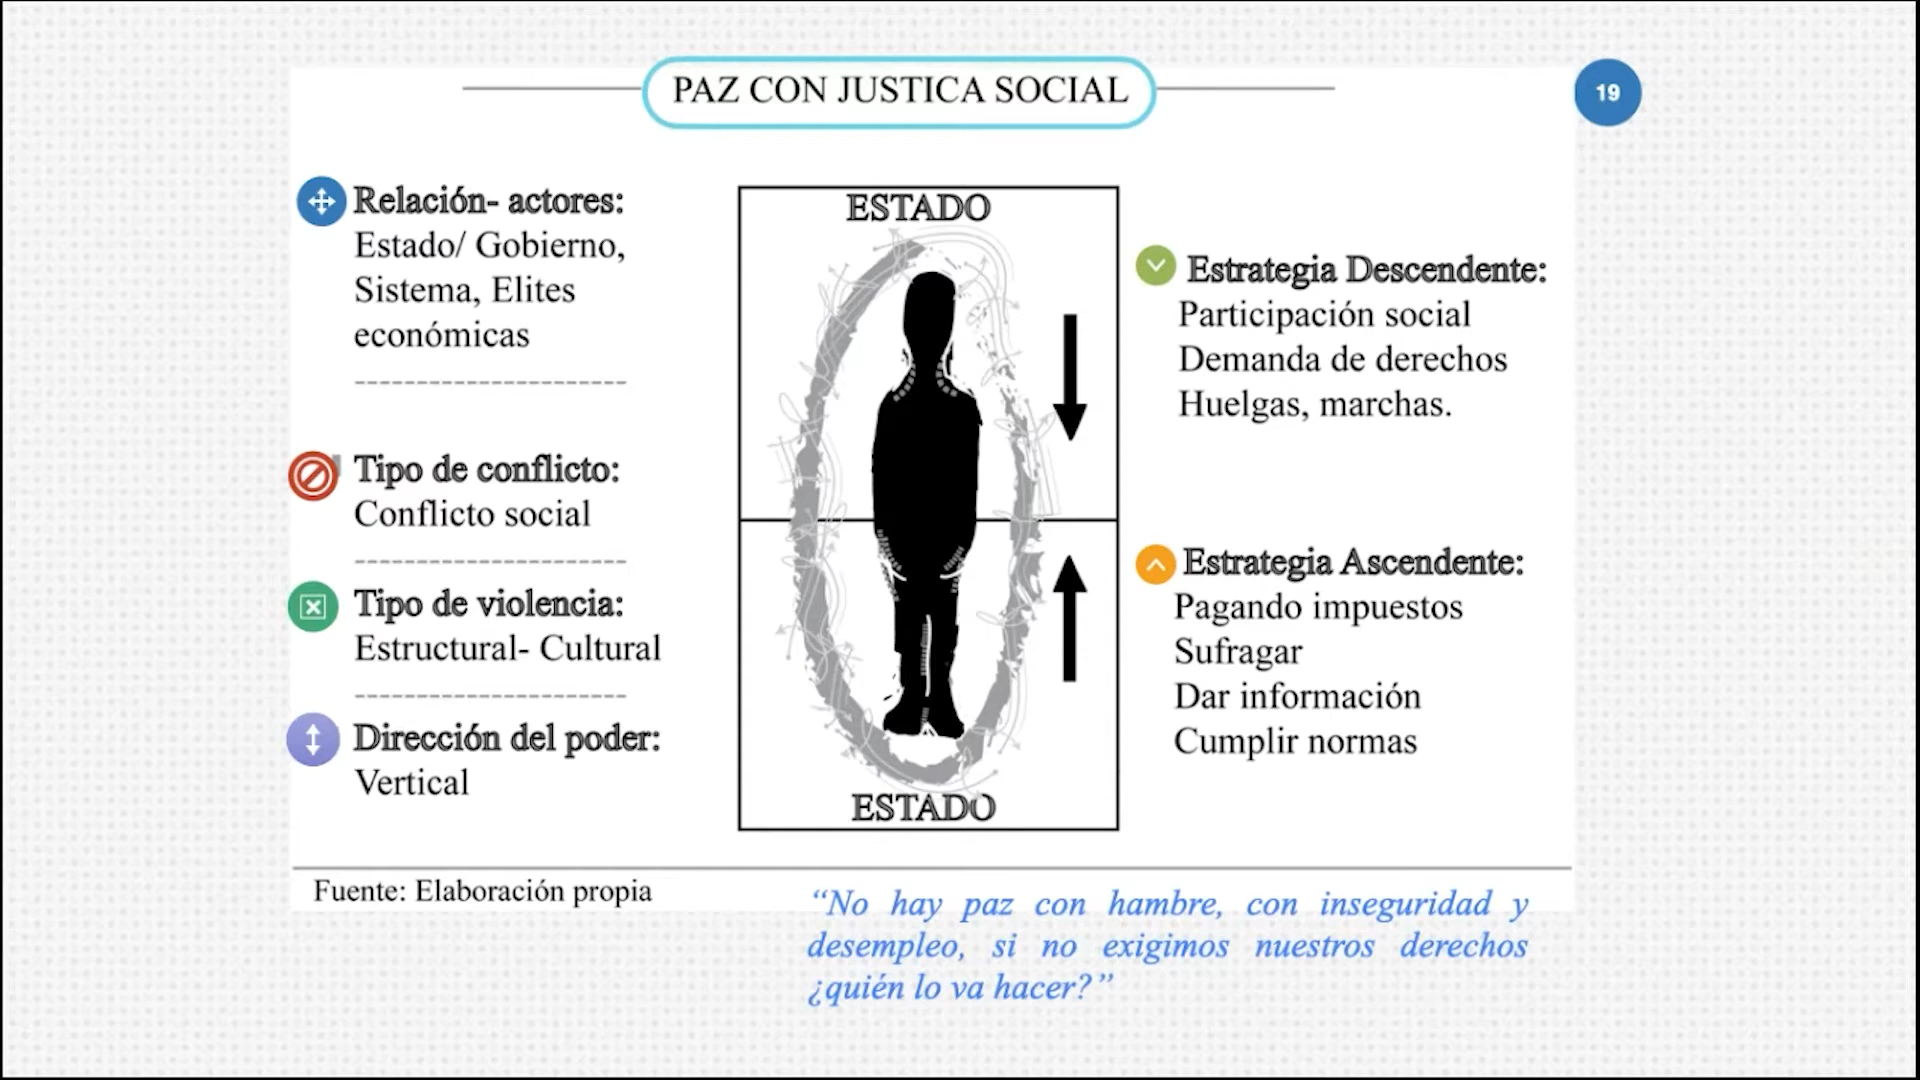 PAZ CON JUSTICA SOCIAL
19
Relación- actores:
Estado/ Gobierno,
Sistema, Elites
económicas
Tipo de conflicto:
Conflicto social
Tipo de violencia:
Estructural- Cultural
Dirección del poder:
Vertical
ESTADO
ESTADO
Estrategia Descendente:
Participación social
Demanda de derechos
Huelgas, marchas.
Estrategia Ascendente:
Pagando impuestos
Sufragar
Dar información
Cumplir normas
Fuente: Elaboración propia
“No hay paz con hambre, con inseguridad y
desempleo, si no exigimos nuestros derechos
¿quién lo va hacer?”